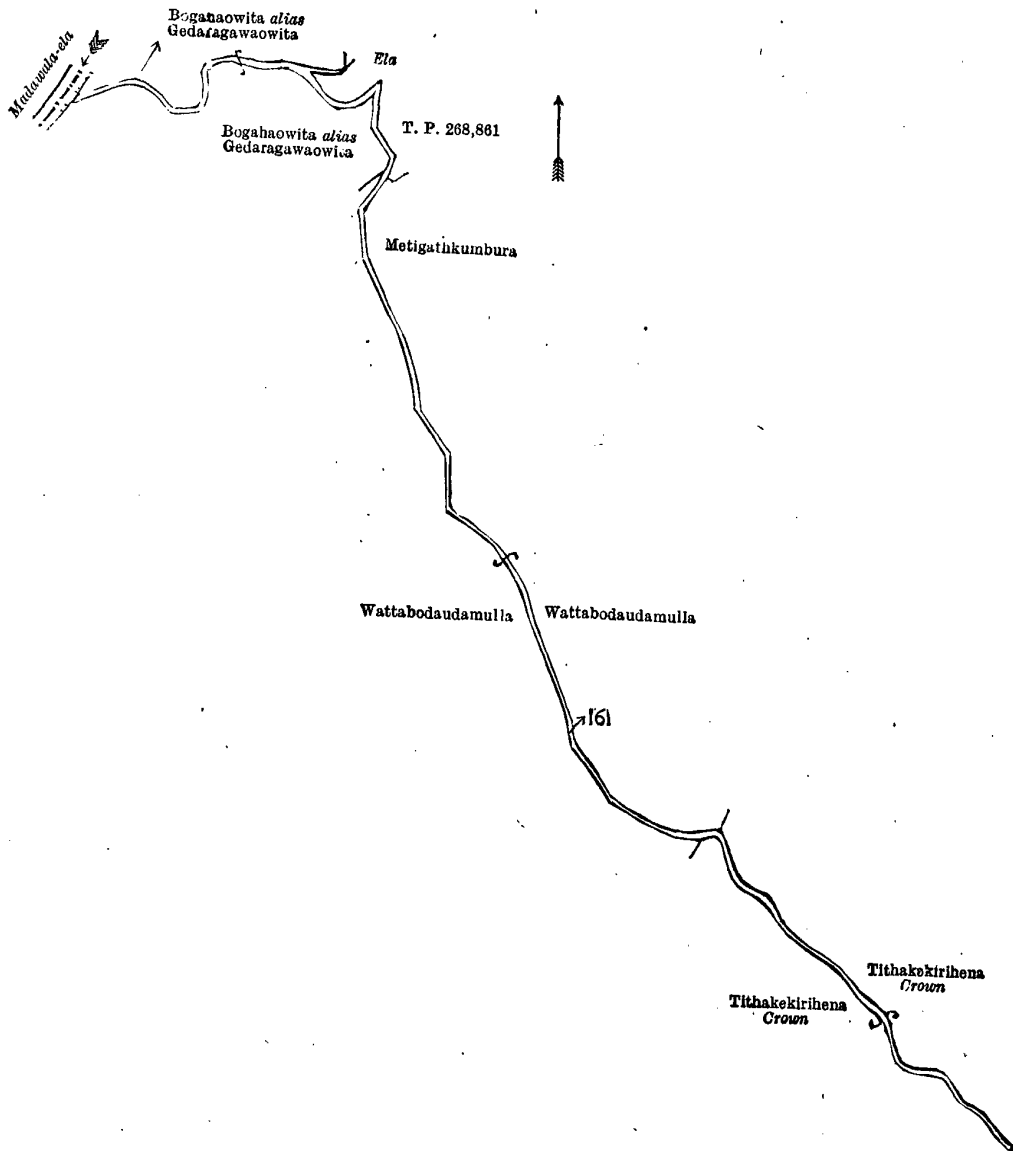 Bogahaowita alias
Gedaragawaowita
Madawala-ela
Ela
T. P. 268,861
Bogahaowita alias
Gedaragawaowita
Metigathkumbura
Wattabodaudamulla
Wattabodaudamulla
161
Tithakekirihena
Crown
Tithakekirihena
Crown